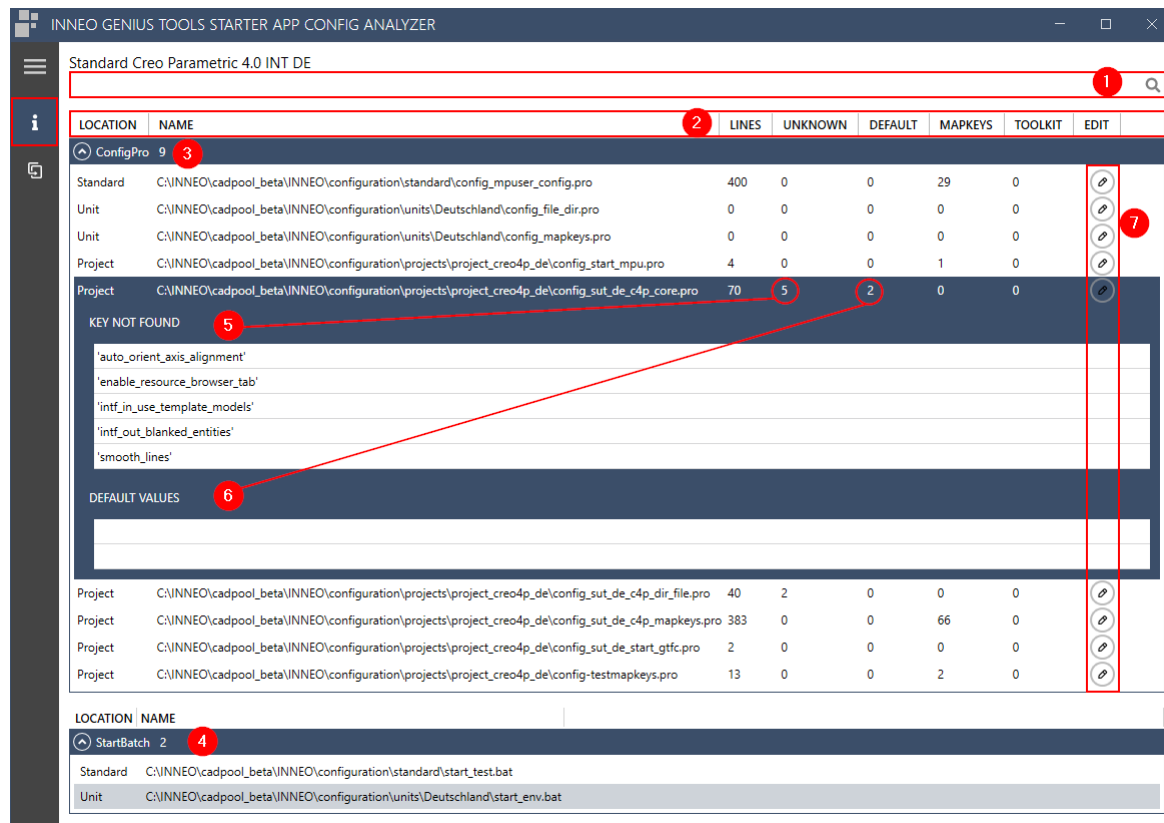 INNEO GENIUS TOOLS STARTER APP CONFIG ANALYZER
Standard Creo Parametric 4.0 INT DE
1
LOCATION NAME 2 LINES UNKNOWN DEFAULT MAPKEYS TOOLKIT EDIT
ConfigPro 9 3
Standard C:\INNEO\cadpool_beta\INNEO\configuration\standard\config_mpuser_config.pro 400 0 0 29 0
Unit C:\INNEO\cadpool_beta\INNEO\configuration\units\Deutschland\config_file_dir.pro 0 0 0 0 0
7
Unit C:\INNEO\cadpool_beta\INNEO\configuration\units\Deutschland\config_mapkeys.pro 0 0 0 0 0
Project C:\INNEO\cadpool_beta\INNEO\configuration\projects\project_creo4p_de\config_start_mpu.pro 4 0 0 1 0
Project C:\INNEO\cadpool_beta\INNEO\configuration\projects\project_creo4p_de\config_sut_de_c4p_core.pro 70 5 2 0 0
KEY NOT FOUND 5
'auto_orient_axis_alignment'
'enable_resource_browser_tab'
'intf_in_use_template_models'
'intf_out_blanked_entities'
'smooth_lines'
DEFAULT VALUES 6
Project C:\INNEO\cadpool_beta\INNEO\configuration\projects\project_creo4p_de\config_sut_de_c4p_dir_file.pro 40 2 0 0 0
Project C:\INNEO\cadpool_beta\INNEO\configuration\projects\project_creo4p_de\config_sut_de_c4p_mapkeys.pro 383 0 0 66 0
Project C:\INNEO\cadpool_beta\INNEO\configuration\projects\project_creo4p_de\config_sut_de_start_gtfc.pro 2 0 0 0 0
Project C:\INNEO\cadpool_beta\INNEO\configuration\projects\project_creo4p_de\config-testmapkeys.pro 13 0 0 2 0
LOCATION NAME
StartBatch 2 4
Standard C:\INNEO\cadpool_beta\INNEO\configuration\standard\start_test.bat
Unit C:\INNEO\cadpool_beta\INNEO\configuration\units\Deutschland\start_env.bat